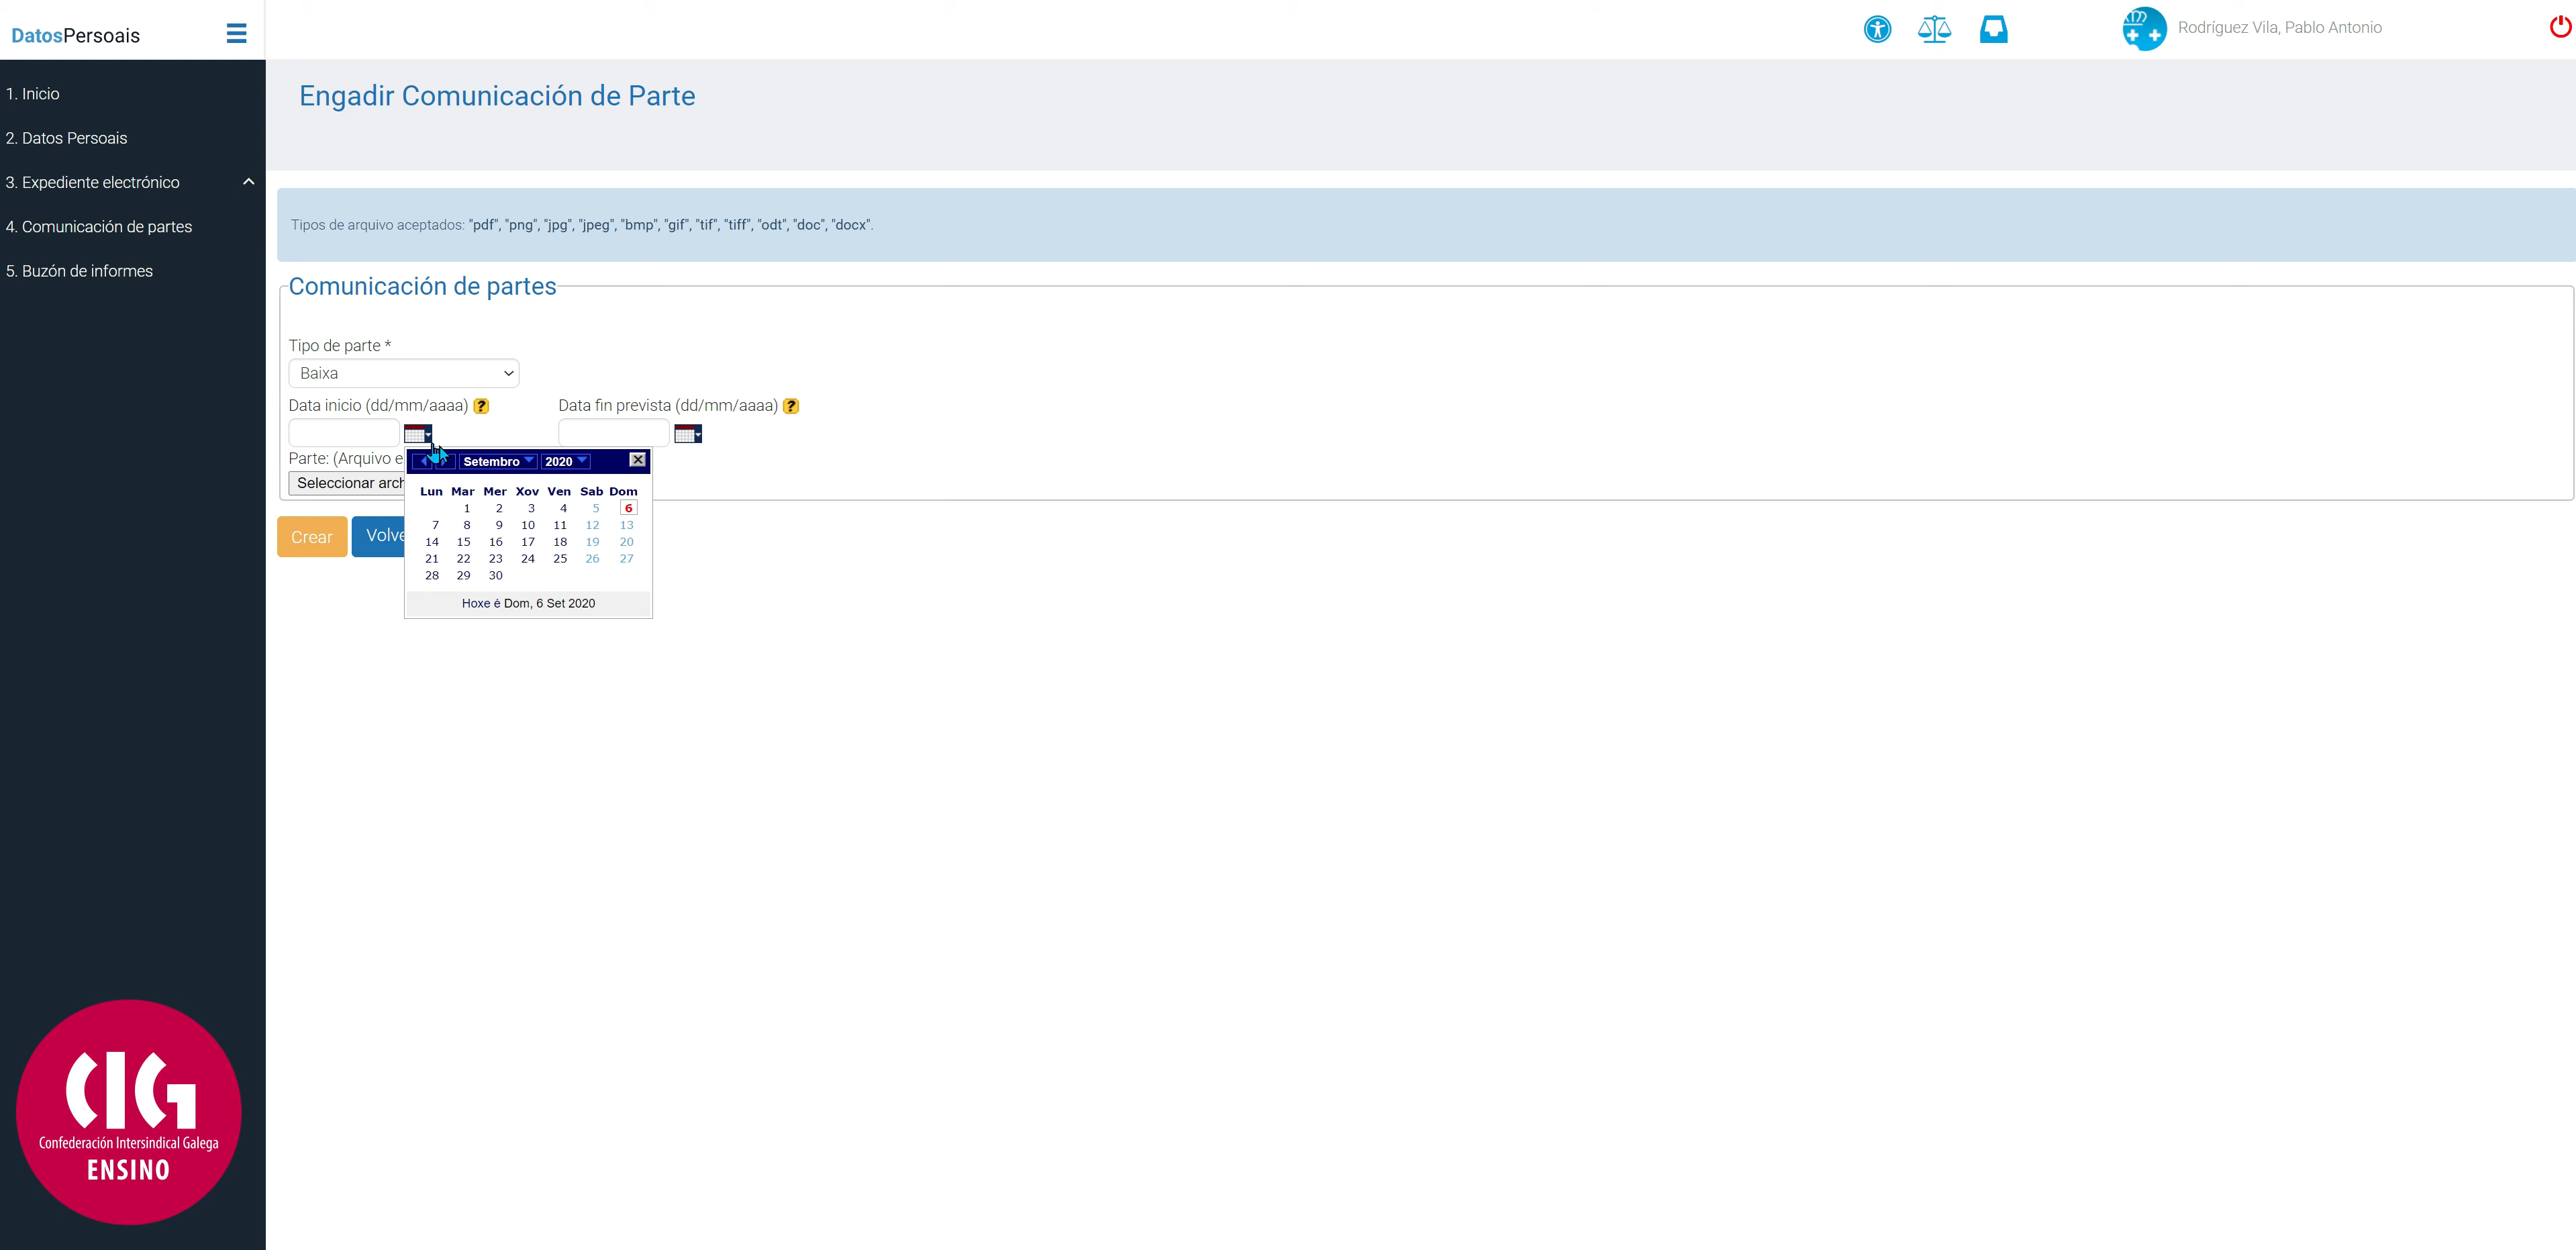 DatosPersoais
Rodríguez Vila, Pablo Antonio
1. Inicio
2. Datos Persoais
3. Expediente electrónico
4. Comunicación de partes
5. Buzón de informes
Engadir Comunicación de Parte
Tipos de arquivo aceptados: "pdf", "png", "jpg", "jpeg", "bmp", "gif", "tif", "tiff", "odt", "doc", "docx".
Comunicación de partes
Tipo de parte *
Baixa
Data inicio (dd/mm/aaaa) ? Data fin prevista (dd/mm/aaaa) ?
Parte: (Arquivo e
Seleccionar arch
Crear Volve
Setembro 2020
Lun Mar Mer Xov Ven Sab Dom
1 2 3 4 5 6
7 8 9 10 11 12 13
14 15 16 17 18 19 20
21 22 23 24 25 26 27
28 29 30
Hoxe é Dom, 6 Set 2020
CIG
Confederación Intersindical Galega
ENSINO